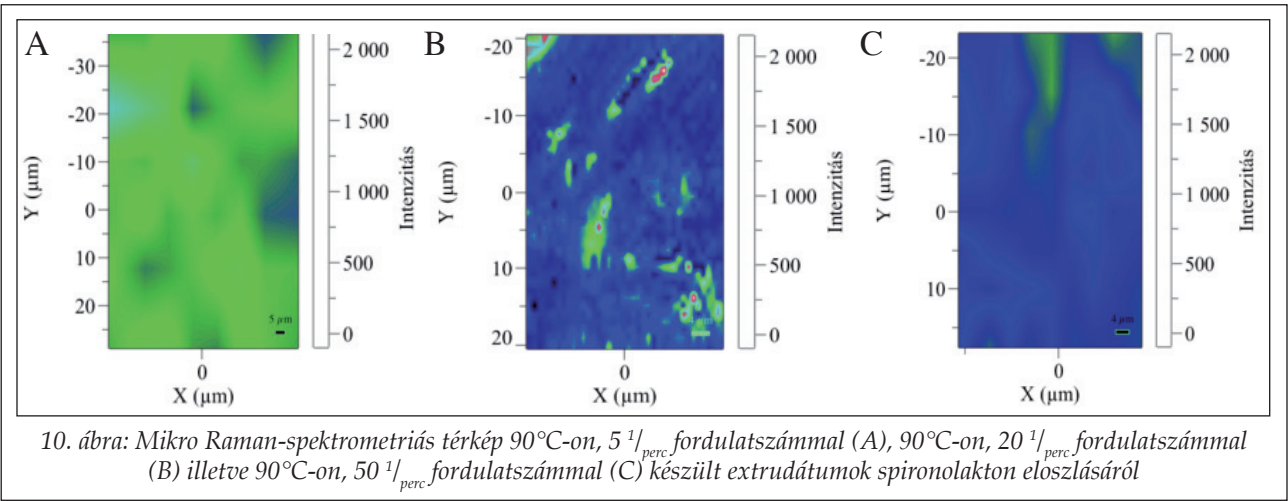 A
-30
-20
-10
0
10
20
Y (µm)
0
X (µm)
5 µm
2 000
1 500
1 000
500
0
Intenzitás
B
-20
-10
0
10
20
Y (µm)
0
X (µm)
2 000
1 500
1 000
500
0
Intenzitás
C
-20
-10
0
10
Y (µm)
0
X (µm)
4 µm
2 000
1 500
1 000
500
0
Intenzitás
10. ábra: Mikro Raman-spektrometriás térkép 90°C-on, 5 1/perc fordulatszámmal (A), 90°C-on, 20 1/perc fordulatszámmal
(B) illetve 90°C-on, 50 1/perc fordulatszámmal (C) készült extrudátumok spironolakton eloszlásáról